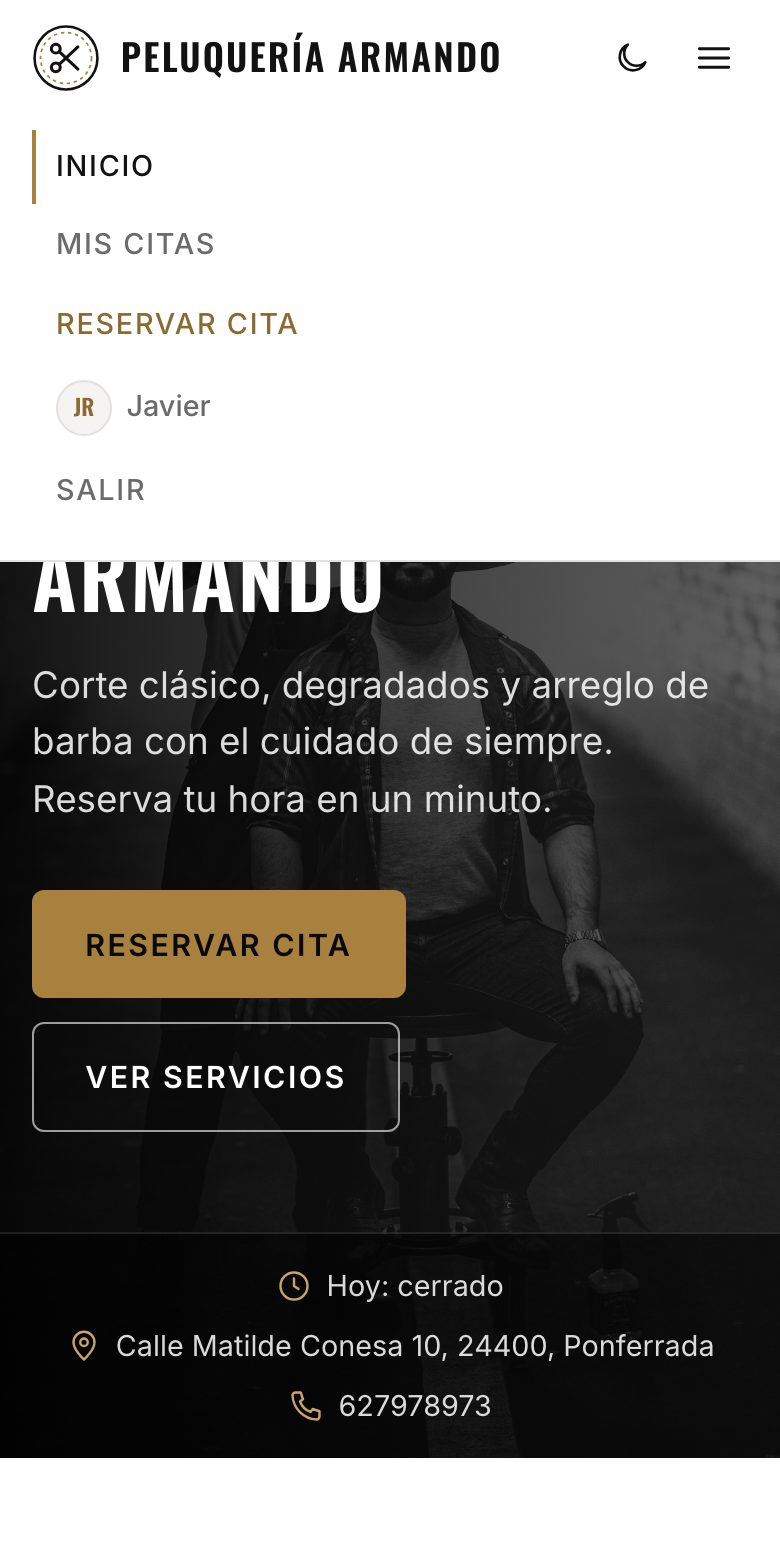 PELUQUERÍA ARMANDO
INICIO
MIS CITAS
RESERVAR CITA
JR Javier
SALIR
ARMANDO
Corte clásico, degradados y arreglo de
barba con el cuidado de siempre.
Reserva tu hora en un minuto.
RESERVAR CITA
VER SERVICIOS
Hoy: cerrado
Calle Matilde Conesa 10, 24400, Ponferrada
627978973